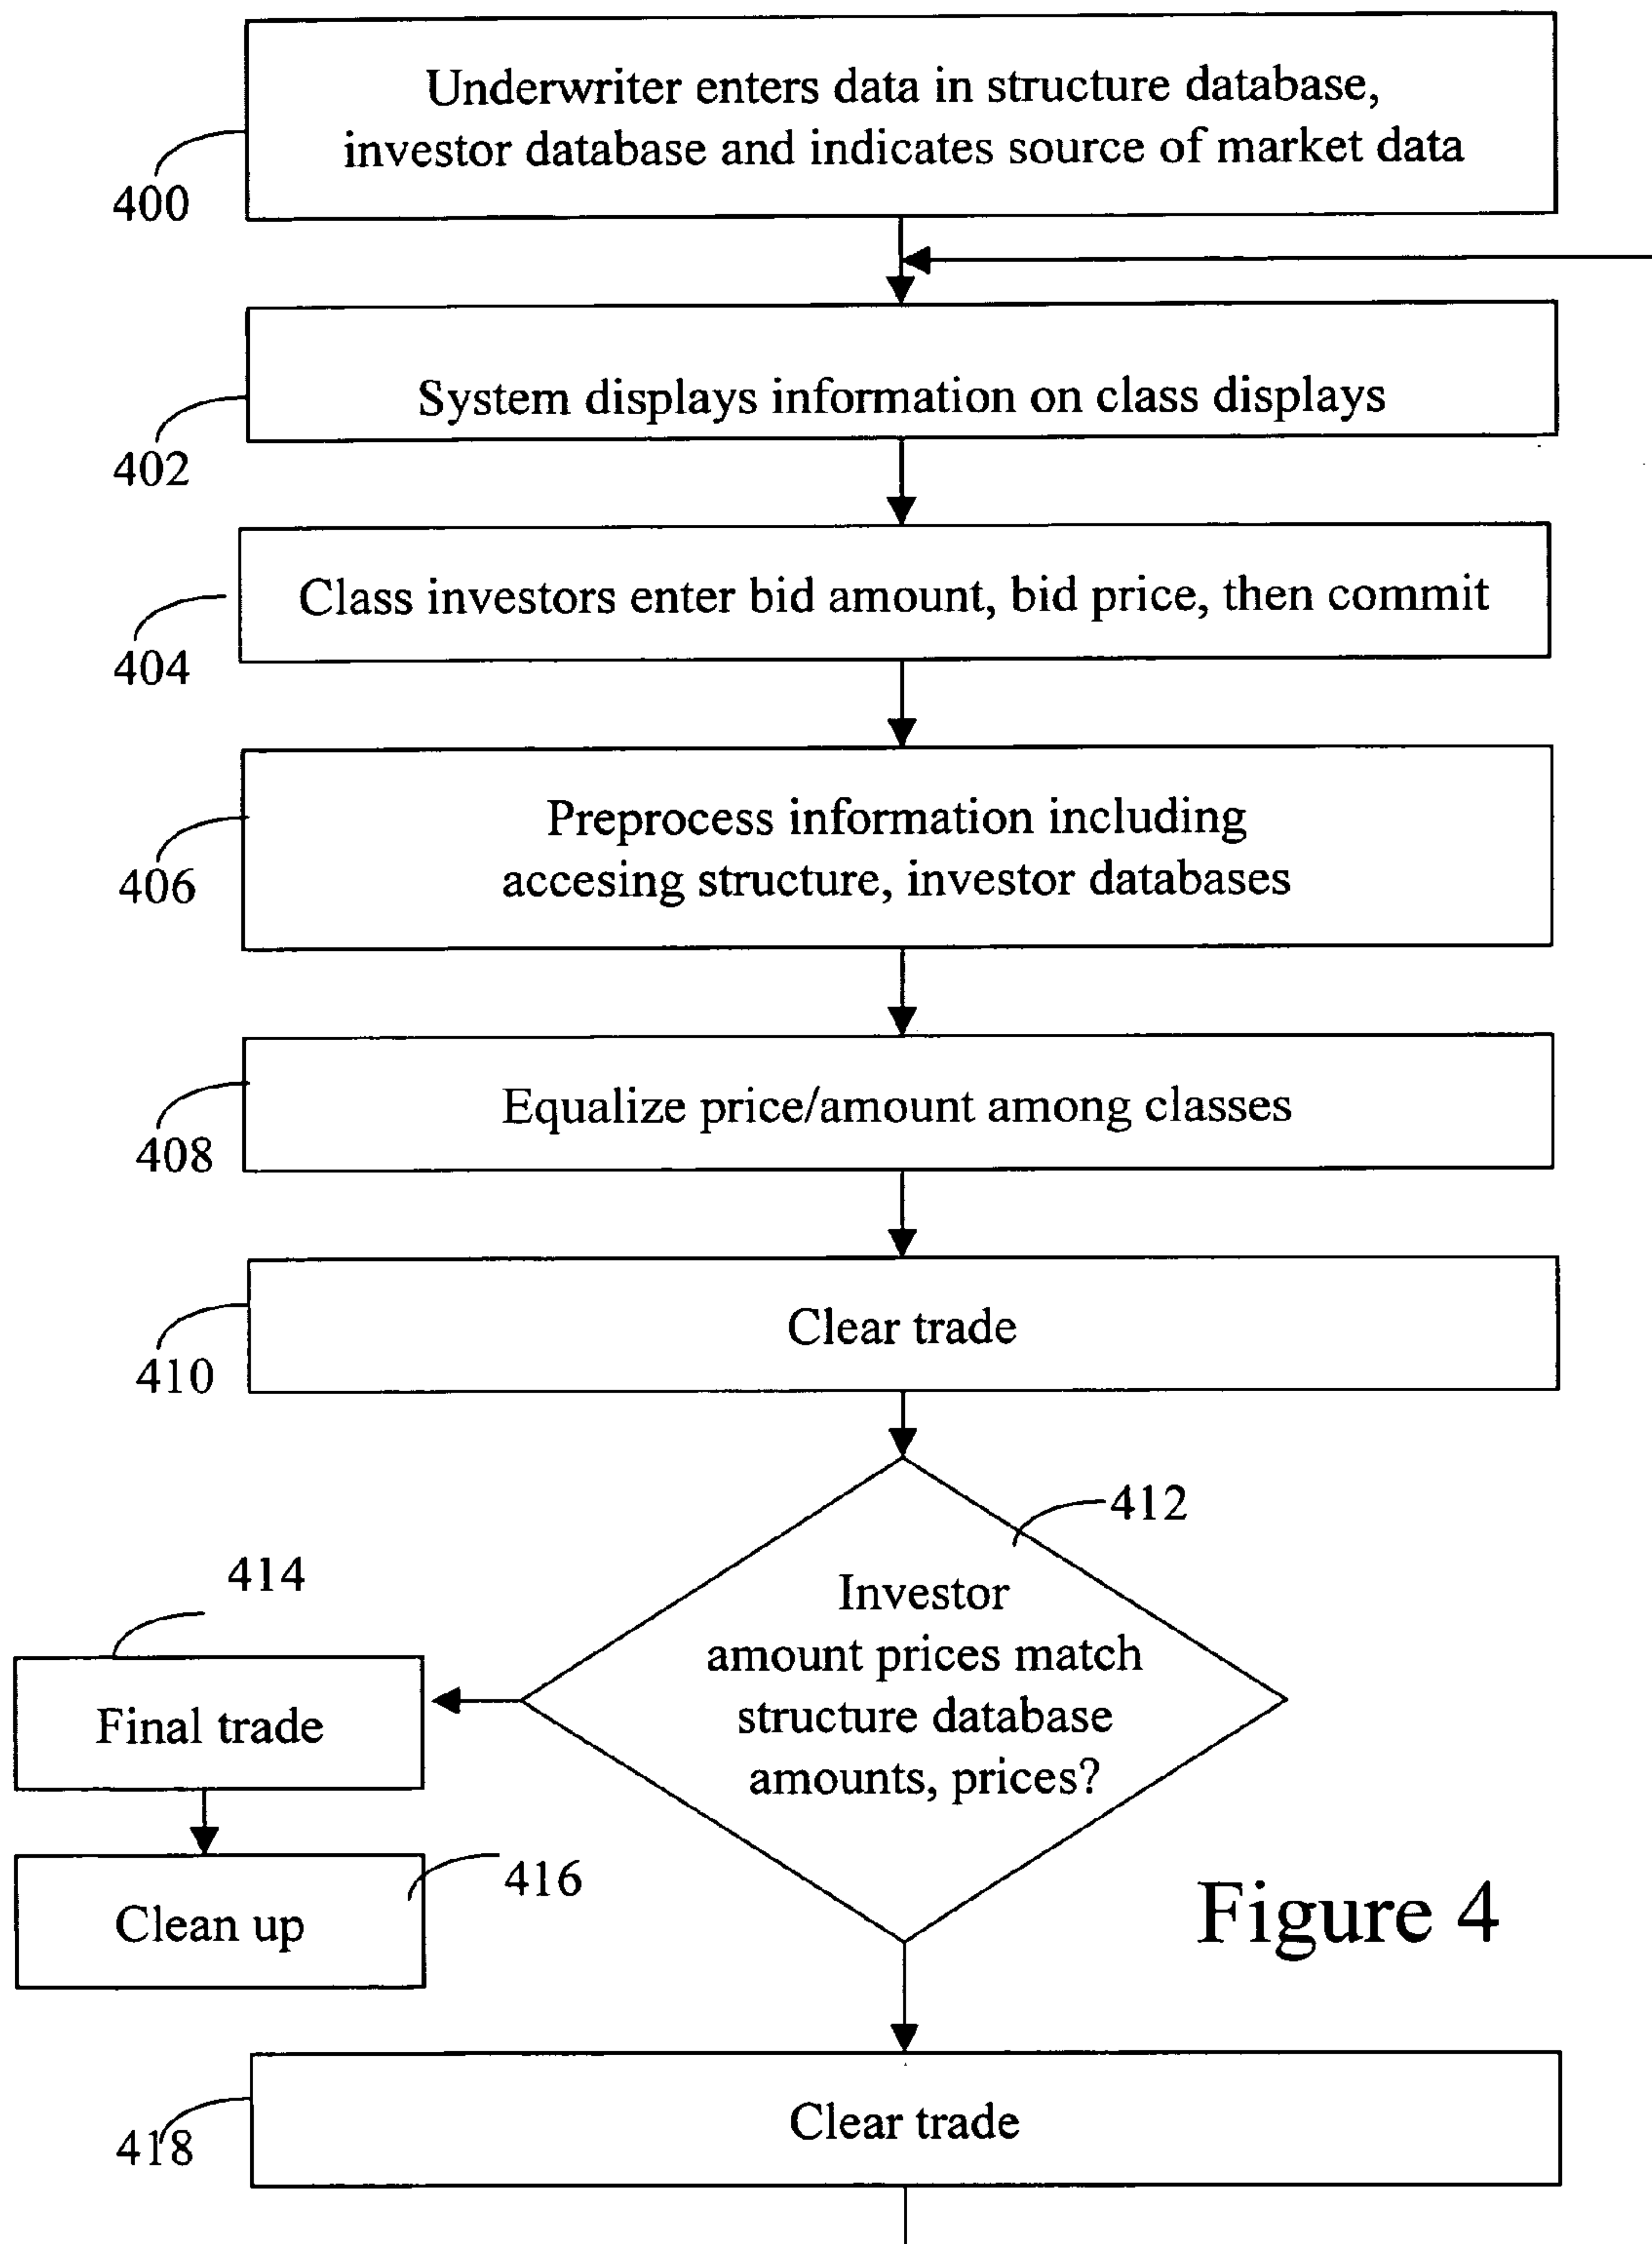 Underwriter enters data in structure database,
investor database and indicates source of market data
400
System displays information on class displays
402
Class investors enter bid amount, bid price, then commit
404
Preprocess information including
accesing structure, investor databases
406
Equalize price/amount among classes
408
Clear trade
410
412
Investor
amount prices match
structure database
amounts, prices?
414
Final trade
416
Clean up
Figure 4
Clear trade
418